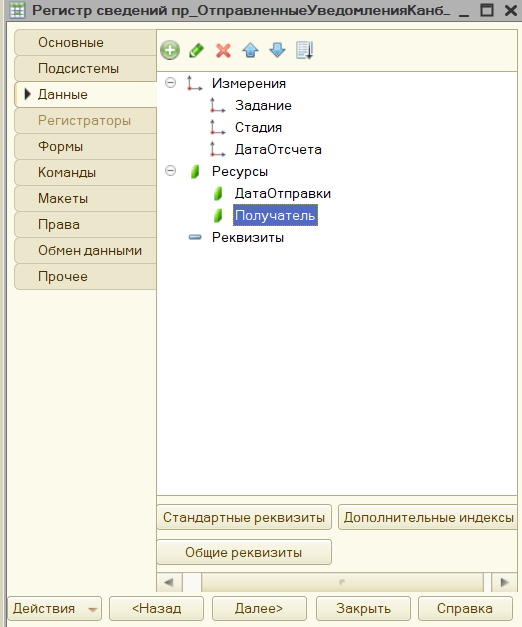 Регистр сведений пр_ОтправленныеУведомленияКанб_
Основные
Подсистемы
Данные
Регистраторы
Формы
Команды
Макеты
Права
Обмен данными
Прочее
Измерения
Задание
Стадия
ДатаОтсчета
Ресурсы
ДатаОтправки
Получатель
Реквизиты
Стандартные реквизиты
Дополнительные индексы
Общие реквизиты
Действия
<Назад
Далее>
Закрыть
Справка